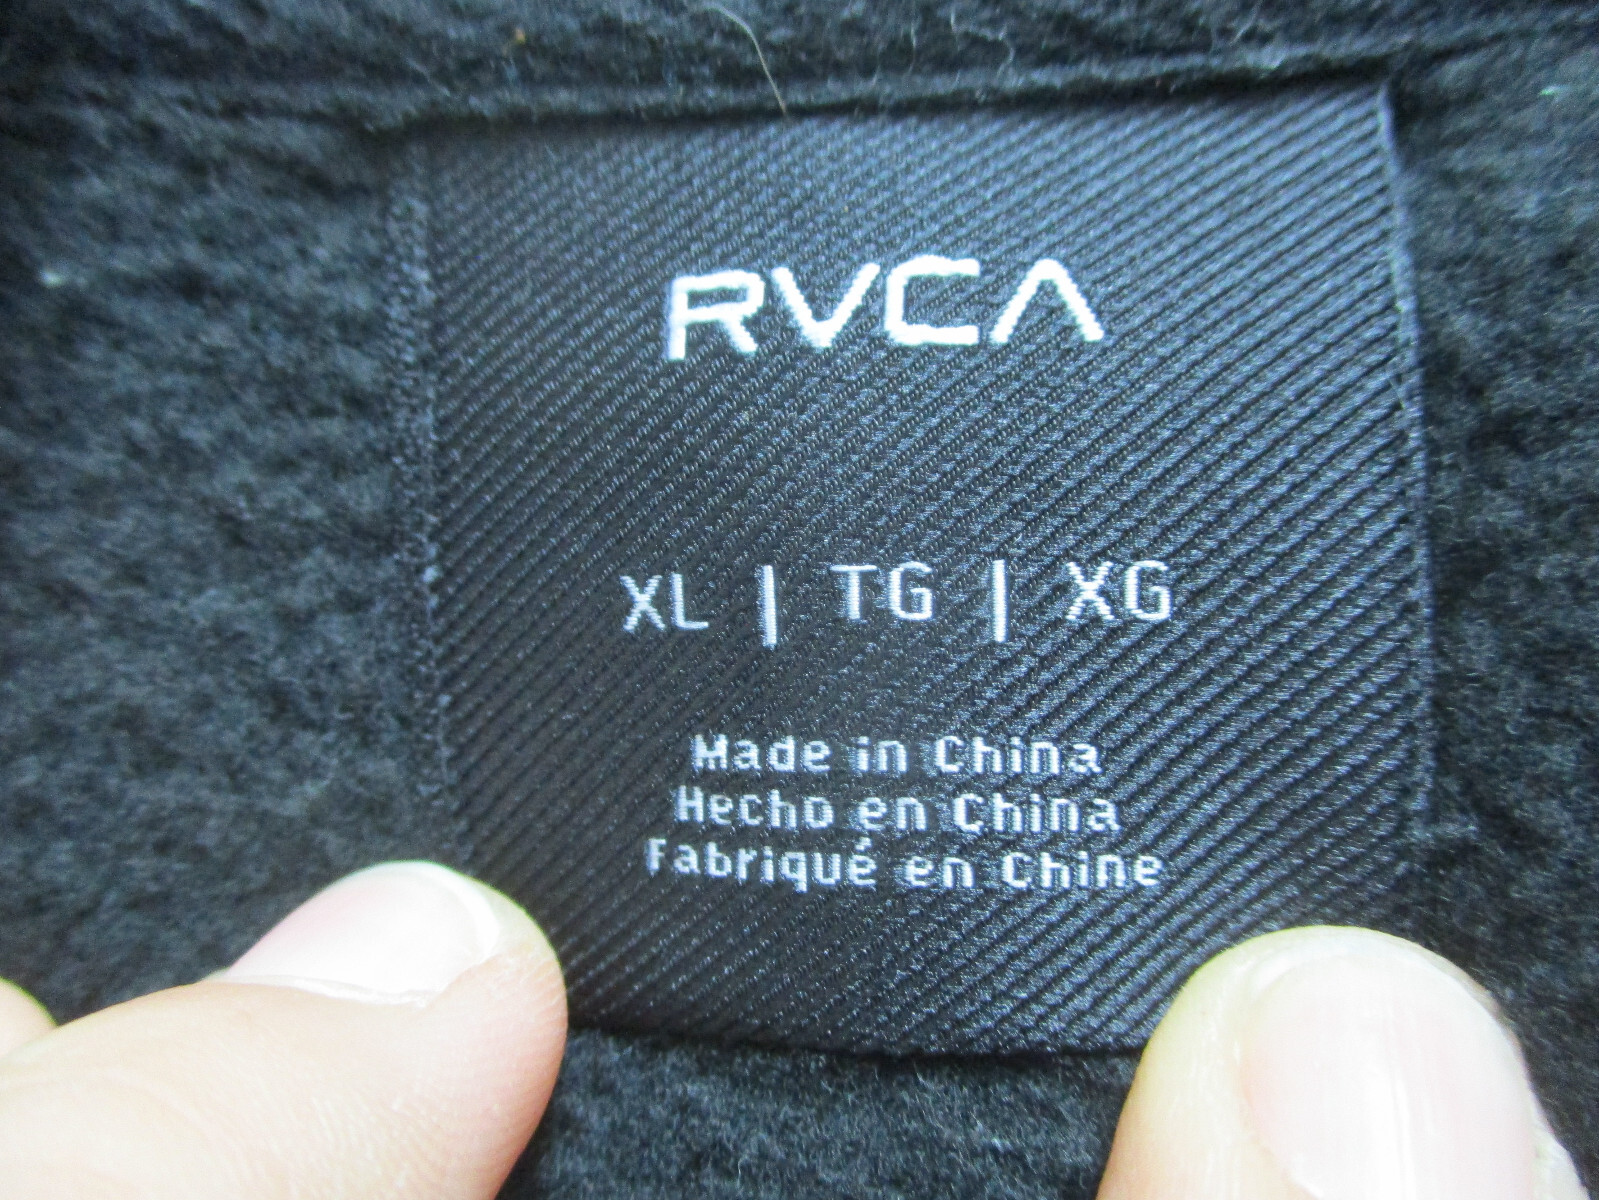 RVCA
XL | TG | XG
Made in China
Hecho en China
Fabriqué en Chine